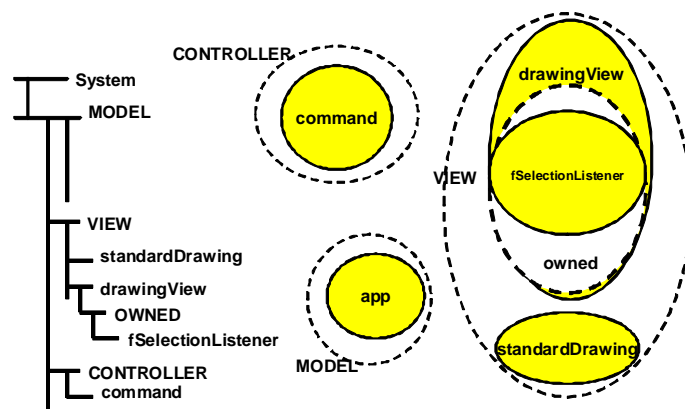 System
MODEL
VIEW
standardDrawing
drawingView
OWNED
fSelectionListener
CONTROLLER
command
CONTROLLER
command
app
MODEL
drawingView
VIEW
fSelectionListener
owned
standardDrawing